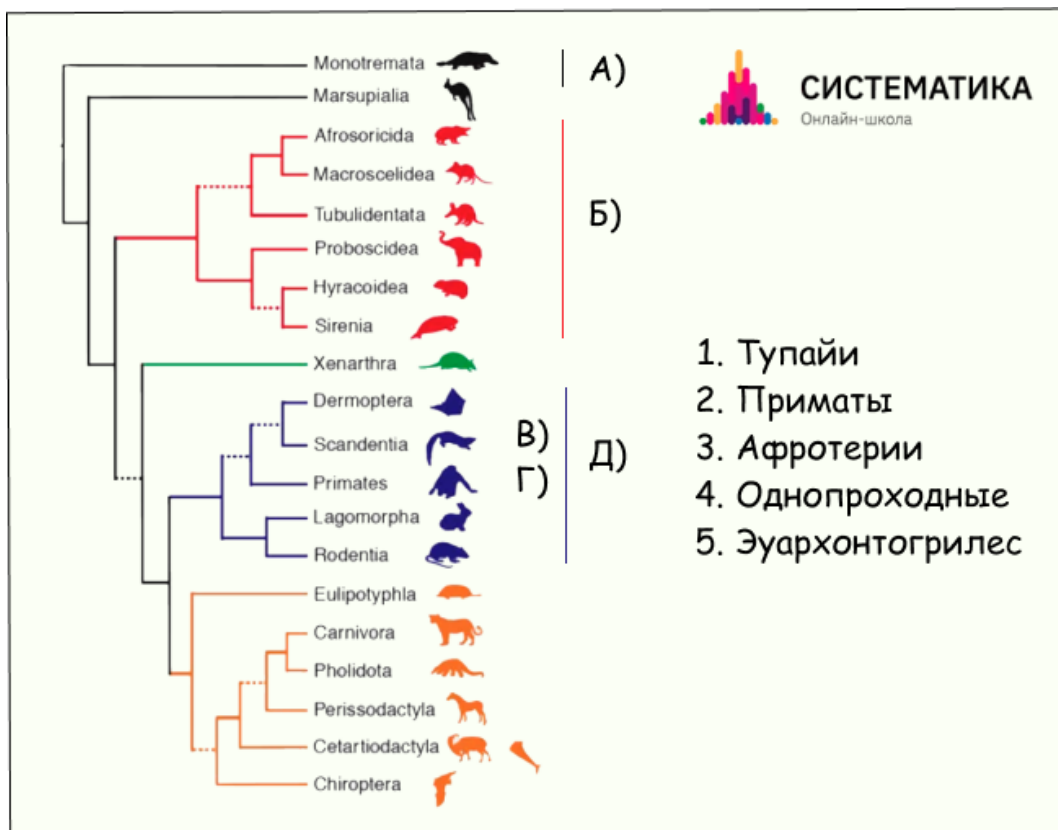 Monotremata
А)
Marsupialia
СИСТЕМАТИКА
Онлайн-школа
Afrosoricida
Macroscelidea
Tubulidentata
Б)
Proboscidea
Hyracoidea
Sirenia
Xenarthra
Dermoptera
Scandentia
В)
Primates
Г)
Д)
Lagomorpha
Rodentia
1. Тупайи
2. Приматы
3. Афротерии
4. Однопроходные
5. Эуархонтогрилес
Eulipotyphla
Carnivora
Pholidota
Perissodactyla
Cetartiodactyla
Chiroptera